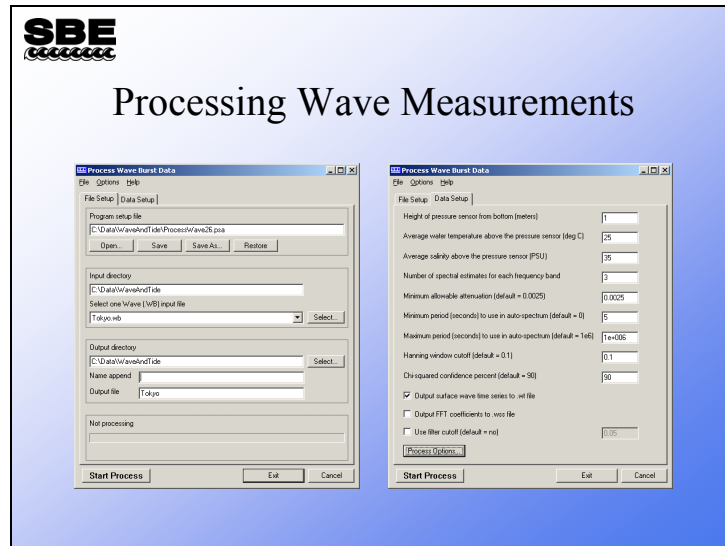 SBE
Processing Wave Measurements
Process Wave Burst Data
File Options Help
File Setup Data Setup
Program setup file
C:\Data\WaveAndTide\ProcessWave26.psa
Open... Save Save As... Restore
Input directory
C:\Data\WaveAndTide
Select one Wave (.WB) input file
Tokyo.wb Select...
Output directory
C:\Data\WaveAndTide Select...
Name append
Output file Tokyo
Not processing
Start Process Exit Cancel
Process Wave Burst Data
File Options Help
File Setup Data Setup
Height of pressure sensor from bottom (meters) 1
Average water temperature above the pressure sensor (deg C) 25
Average salinity above the pressure sensor (PSU) 35
Number of spectral estimates for each frequency band 3
Minimum allowable attenuation (default = 0.0025) 0.0025
Minimum period (seconds) to use in auto-spectrum (default = 0) 5
Maximum period (seconds) to use in auto-spectrum (default = 1e6) 1e+006
Hanning window cutoff (default = 0.1) 0.1
Chi-squared confidence percent (default = 90) 90
Output surface wave time series to .wt file
Output FFT coefficients to .wss file
Use filter cutoff (default = no) 0.05
Process Options...
Start Process Exit Cancel